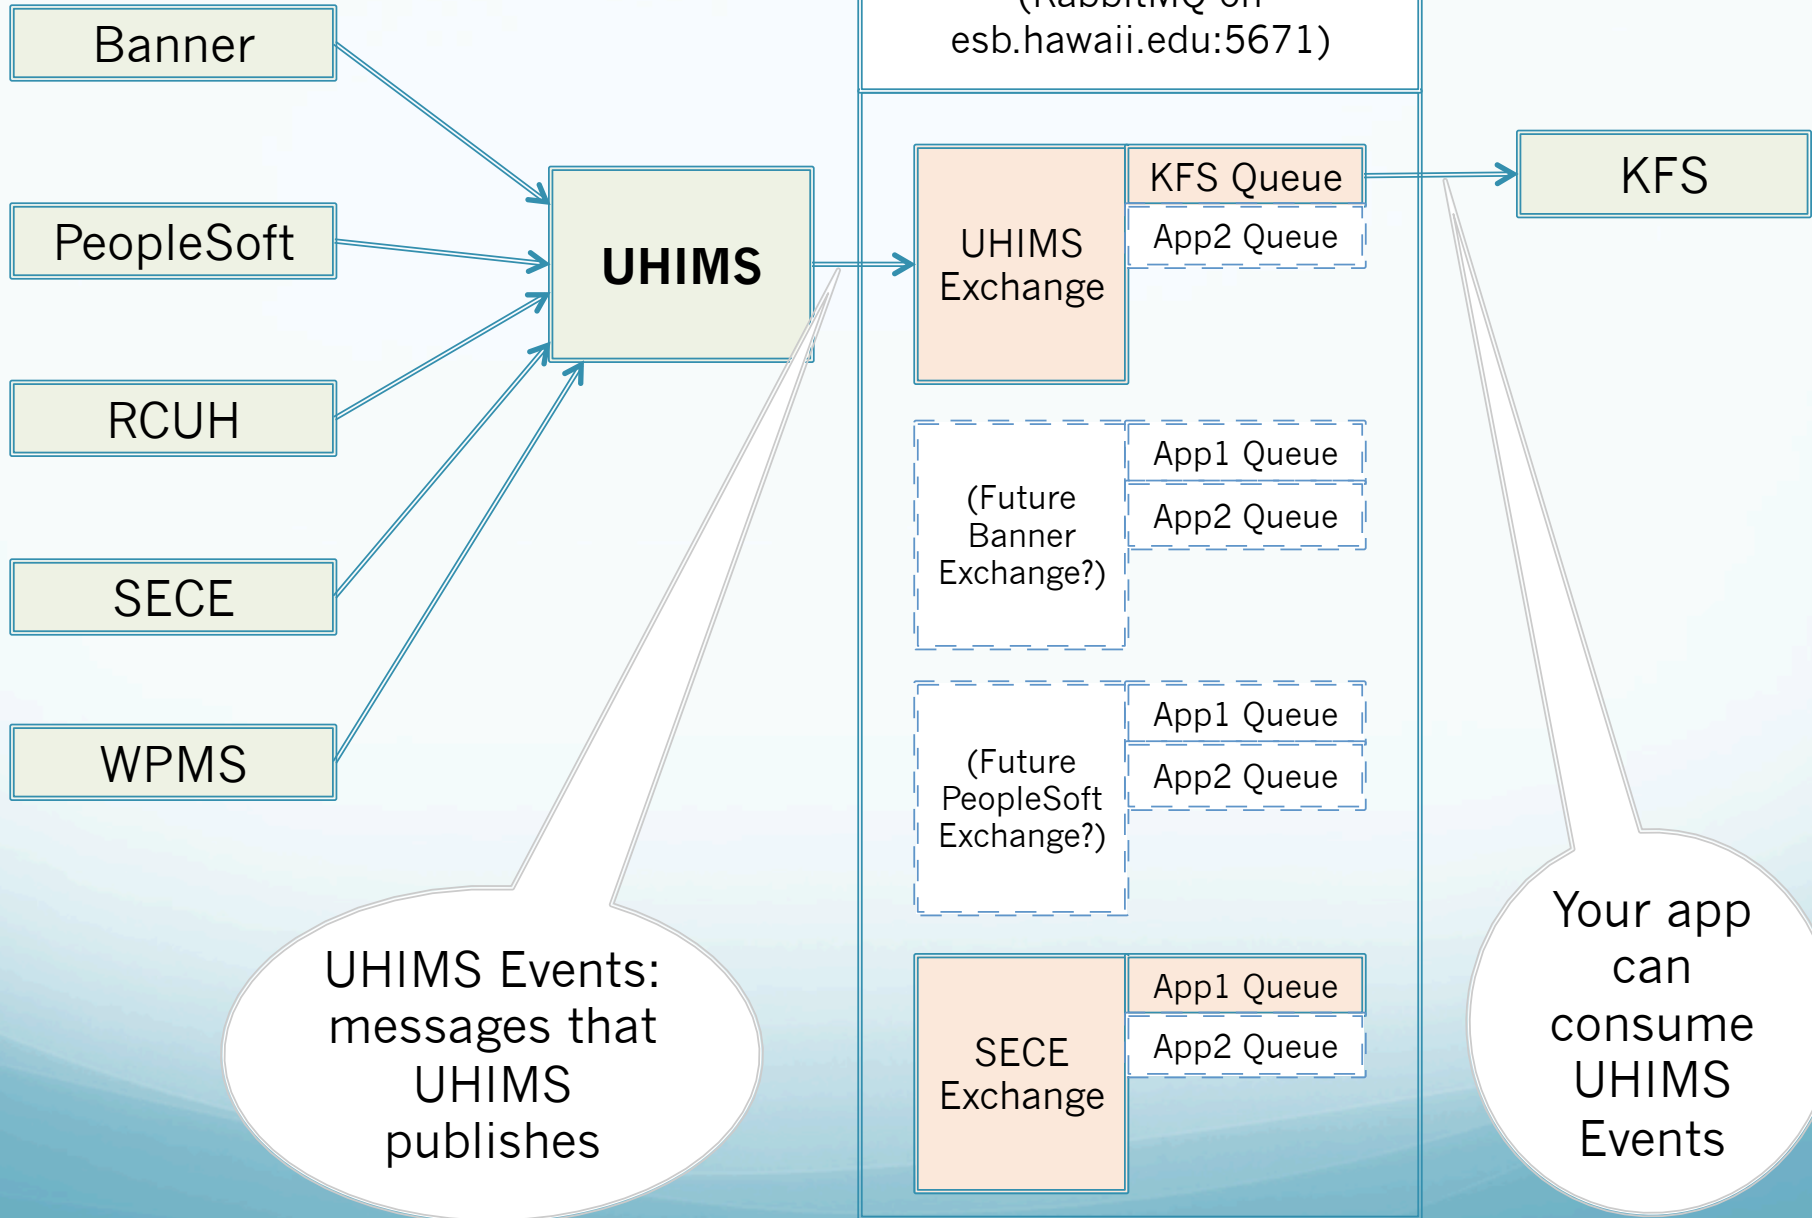 Banner
PeopleSoft
RCUH
SECE
WPMS
UHIMS
(RabbitMQ on
esb.hawaii.edu:5671)
UHIMS
Exchange
KFS Queue
App2 Queue
(Future
Banner
Exchange?)
App1 Queue
App2 Queue
(Future
PeopleSoft
Exchange?)
App1 Queue
App2 Queue
SECE
Exchange
App1 Queue
App2 Queue
KFS
UHIMS Events:
messages that
UHIMS
publishes
Your app
can
consume
UHIMS
Events